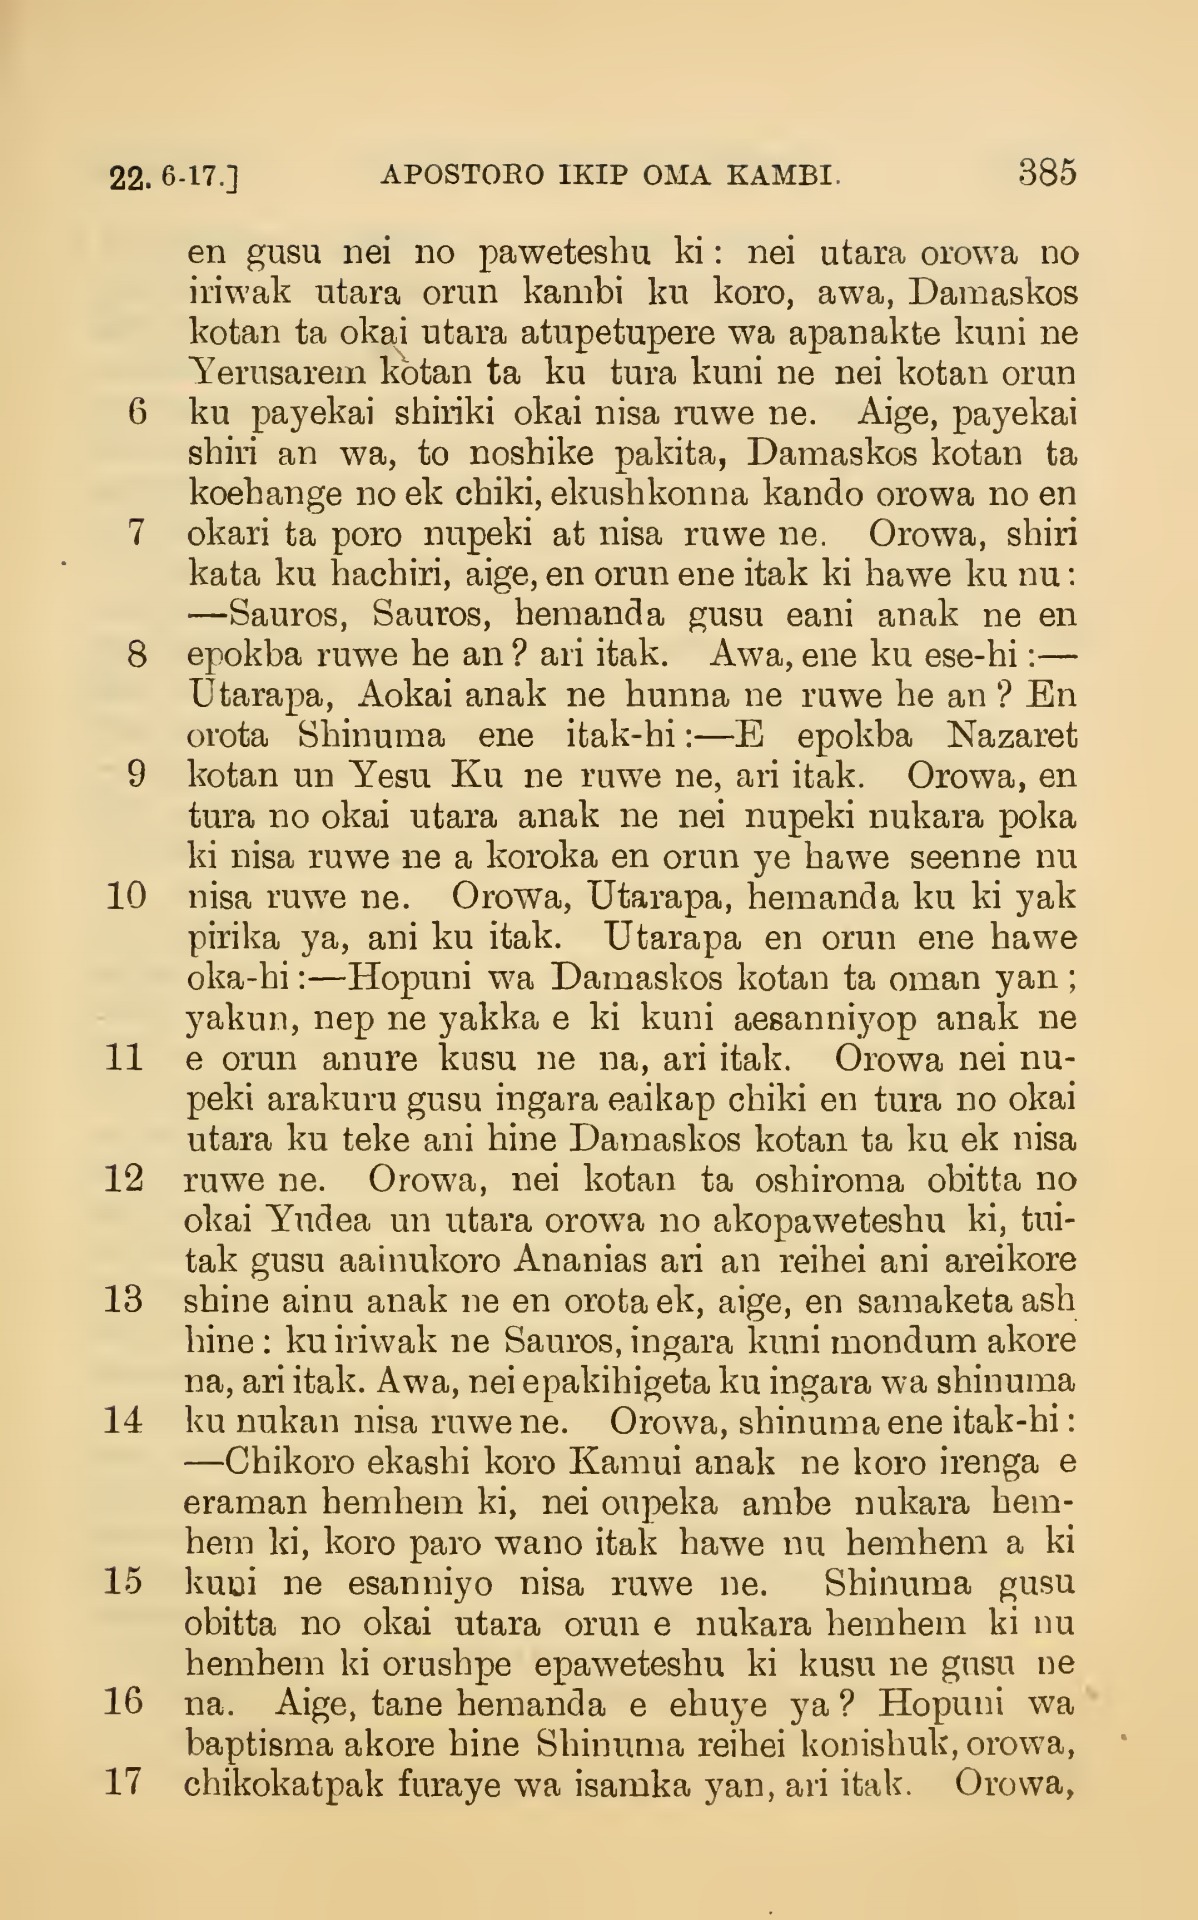 22. 6-17.] APOSTORO IKIP OMA KAMBI. 385
en gusu nei no paweteshu ki : nei utara orowa no
iriwak utara orun kambi ku koro, awa, Damaskos
kotan ta okai utara atupetupere wa apanakte kuni ne
Yerusarem kotan ta ku tura kuni ne nei kotan orun
6 ku payekai shiriki okai nisa ruwe ne. Aige, payekai
shiri an wa, to noshike pakita, Damaskos kotan ta
koehange no ek chiki, ekushkonna kando orowa no en
7 okari ta poro nupeki at nisa ruwe ne. Orowa, shiri
kata ku hachiri, aige, en orun ene itak ki hawe ku nu :
—Sauros, Sauros, hemanda gusu eani anak ne en
8 epokba ruwe he an ? ari itak. Awa, ene ku ese-hi :—
Utarapa, Aokai anak ne hunna ne ruwe he an ? En
orota Shinuma ene itak-hi :—E epokba Nazaret
9 kotan un Yesu Ku ne ruwe ne, ari itak. Orowa, en
tura no okai utara anak ne nei nupeki nukara poka
ki nisa ruwe ne a koroka en orun ye hawe seenne nu
10 nisa ruwe ne. Orowa, Utarapa, hemanda ku ki yak
pirika ya, ani ku itak. Utarapa en orun ene hawe
oka-hi :—Hopuni wa Damaskos kotan ta oman yan ;
yakun, nep ne yakka e ki kuni aesanniyop anak ne
11 e orun anure kusu ne na, ari itak. Orowa nei nu-
peki arakuru gusu ingara eaikap chiki en tura no okai
utara ku teke ani hine Damaskos kotan ta ku ek nisa
12 ruwe ne. Orowa, nei kotan ta oshiroma obitta no
okai Yudea un utara orowa no akopaweteshu ki, tui-
tak gusu aainukoro Ananias ari an reihei ani areikore
13 shine ainu anak ne en orota ek, aige, en samaketa ash
hine : ku iriwak ne Sauros, ingara kuni mondum akore
na, ari itak. Awa, nei epakihigeta ku ingara wa shinuma
14 ku nukan nisa ruwe ne. Orowa, shinuma ene itak-hi :
—Chikoro ekashi koro Kamui anak ne koro irenga e
eraman hemhem ki, nei oupeka ambe nukara hem-
hem ki, koro paro wano itak hawe nu hemhem a ki
15 kuni ne esanniyo nisa ruwe ne. Shinuma gusu
obitta no okai utara orun e nukara hemhem ki nu
hemhem ki orushpe epaweteshu ki kusu ne gusu ne
16 na. Aige, tane hemanda e ehuye ya ? Hopuni wa
baptisma akore hine Shinuma reihei konishuk, orowa,
17 chikokatpak furaye wa isamka yan, ari itak. Orowa,